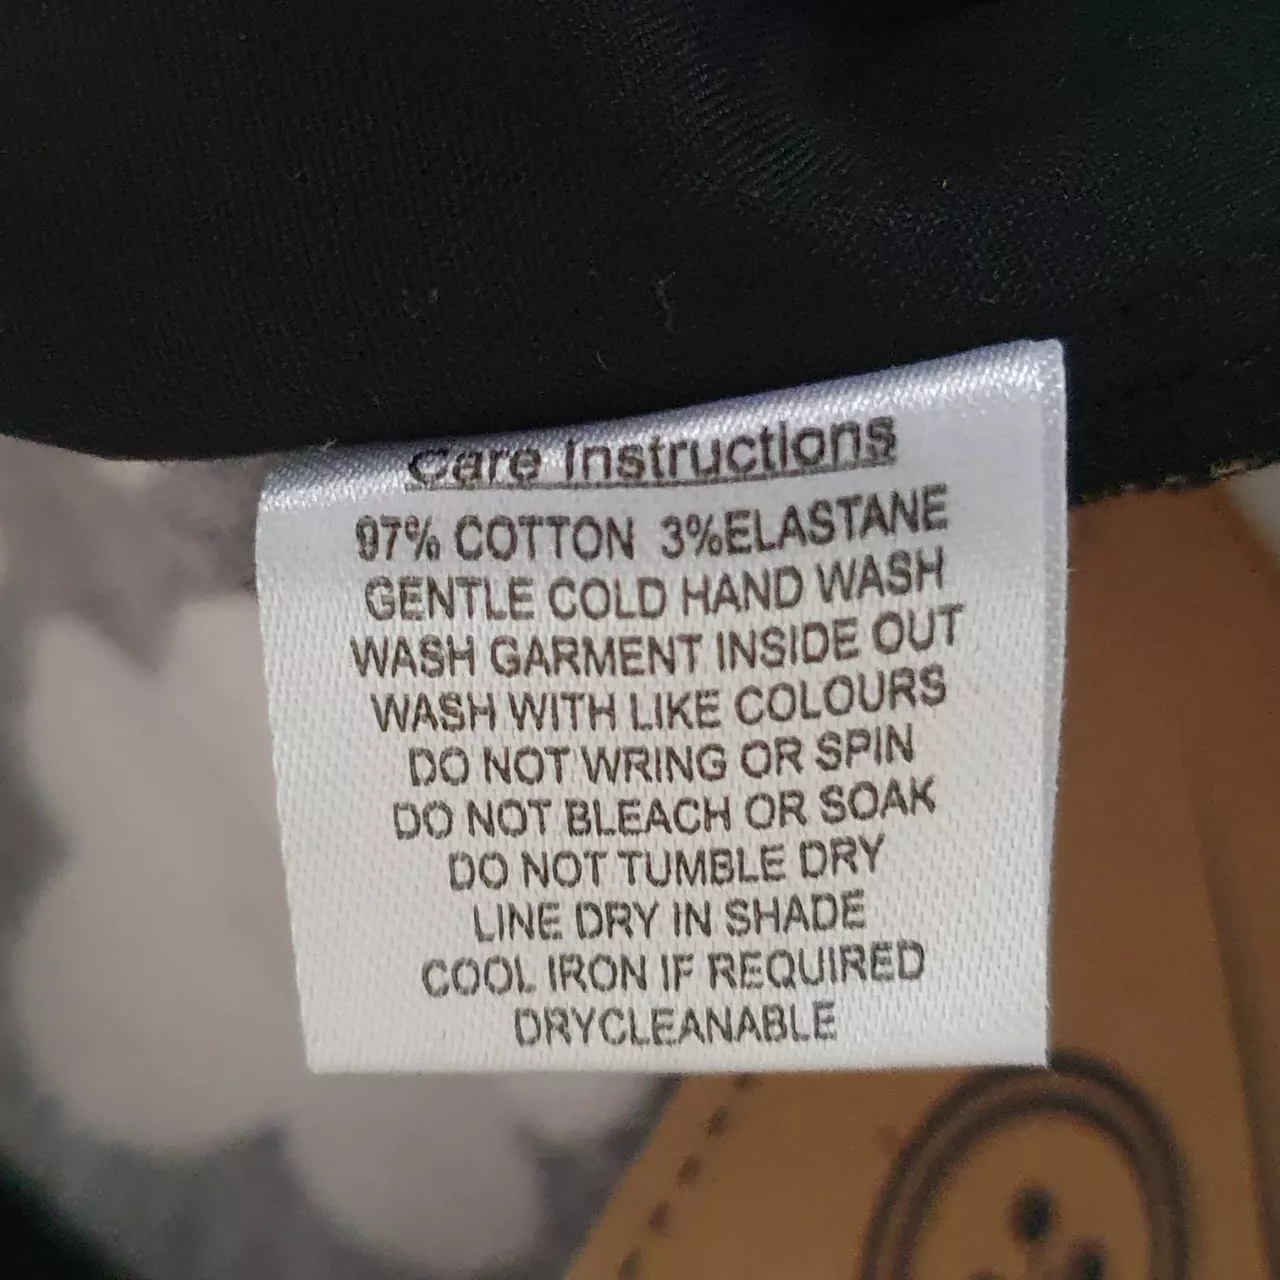 Care Instructions
97% COTTON 3%ELASTANE
GENTLE COLD HAND WASH
WASH GARMENT INSIDE OUT
WASH WITH LIKE COLOURS
DO NOT WRING OR SPIN
DO NOT BLEACH OR SOAK
DO NOT TUMBLE DRY
LINE DRY IN SHADE
COOL IRON IF REQUIRED
DRYCLEANABLE